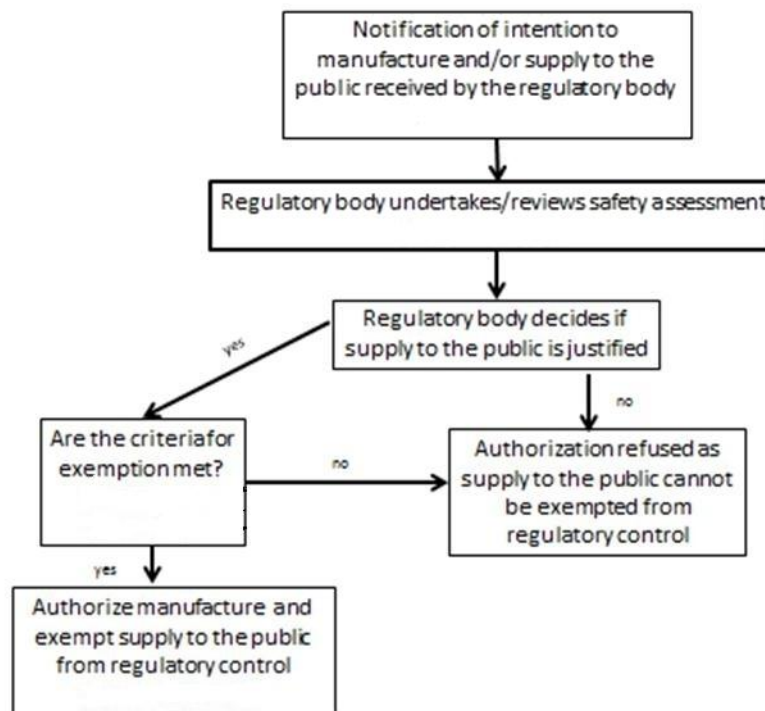 Notification of intention to
manufacture and/or supply to the
public received by the regulatory body
Regulatory body undertakes/reviews safety assessment
Regulatory body decides if
supply to the public is justified
yes
no
Are the criteria for
exemption met?
no
Authorization refused as
supply to the public cannot
be exempted from
regulatory control
yes
Authorize manufacture and
exempt supply to the public
from regulatory control